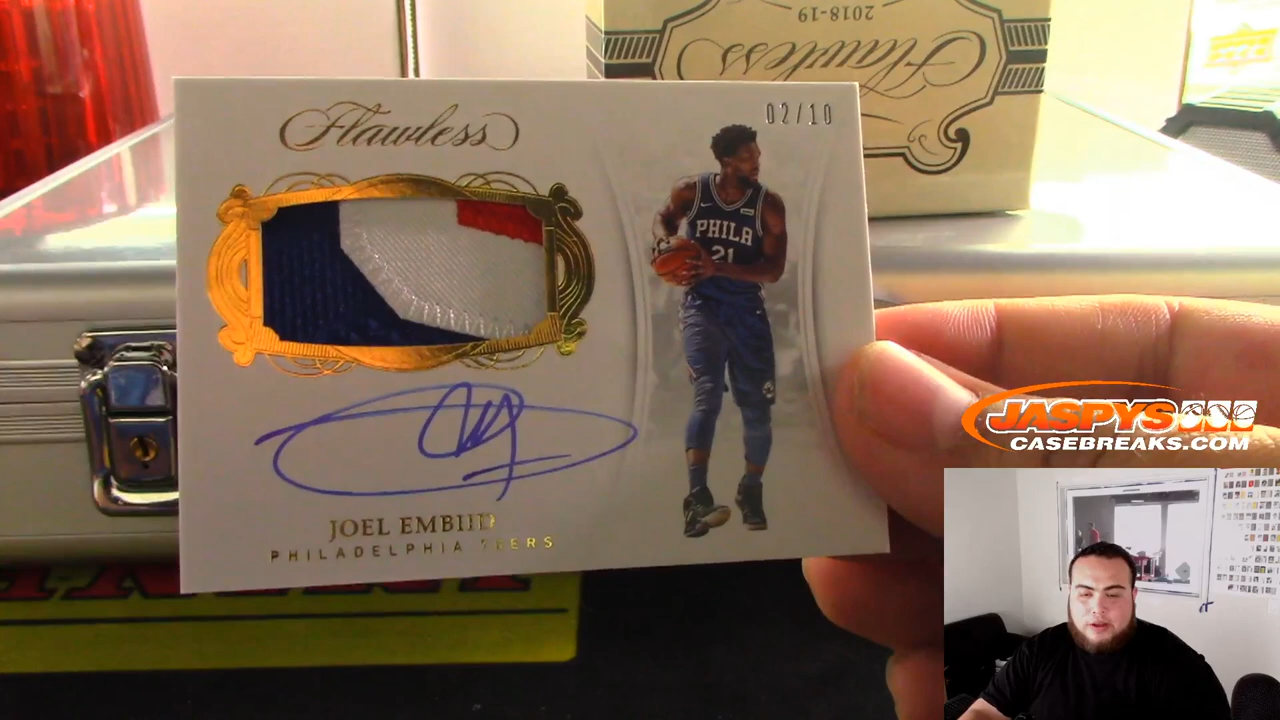 2018-19
Flawless
Flawless
02/10
PHILA
21
JOEL EMBIID
PHILADELPHIA 76ERS
JASPYS
CASEBREAKS.COM